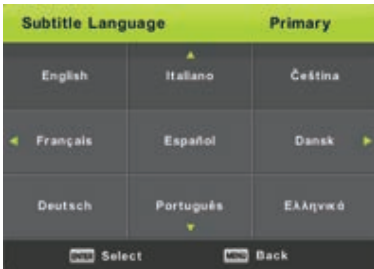 Subtitle Language Primary
English Italiano Čeština
Français Español Dansk
Deutsch Português Ελληνικά
ENTER Select MENU Back